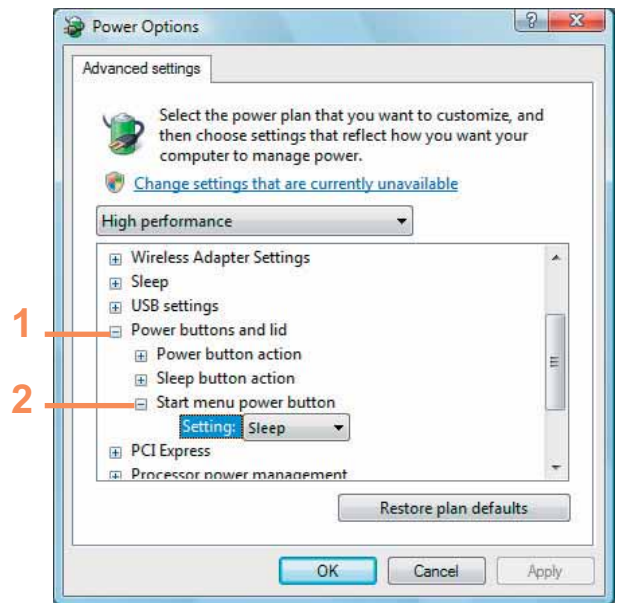 Power Options
Advanced settings
Select the power plan that you want to customize, and
then choose settings that reflect how you want your
computer to manage power.
Change settings that are currently unavailable
High performance
Wireless Adapter Settings
Sleep
USB settings
1
Power buttons and lid
Power button action
Sleep button action
2
Start menu power button
Setting: Sleep
PCI Express
Processor power management
Restore plan defaults
OK Cancel Apply